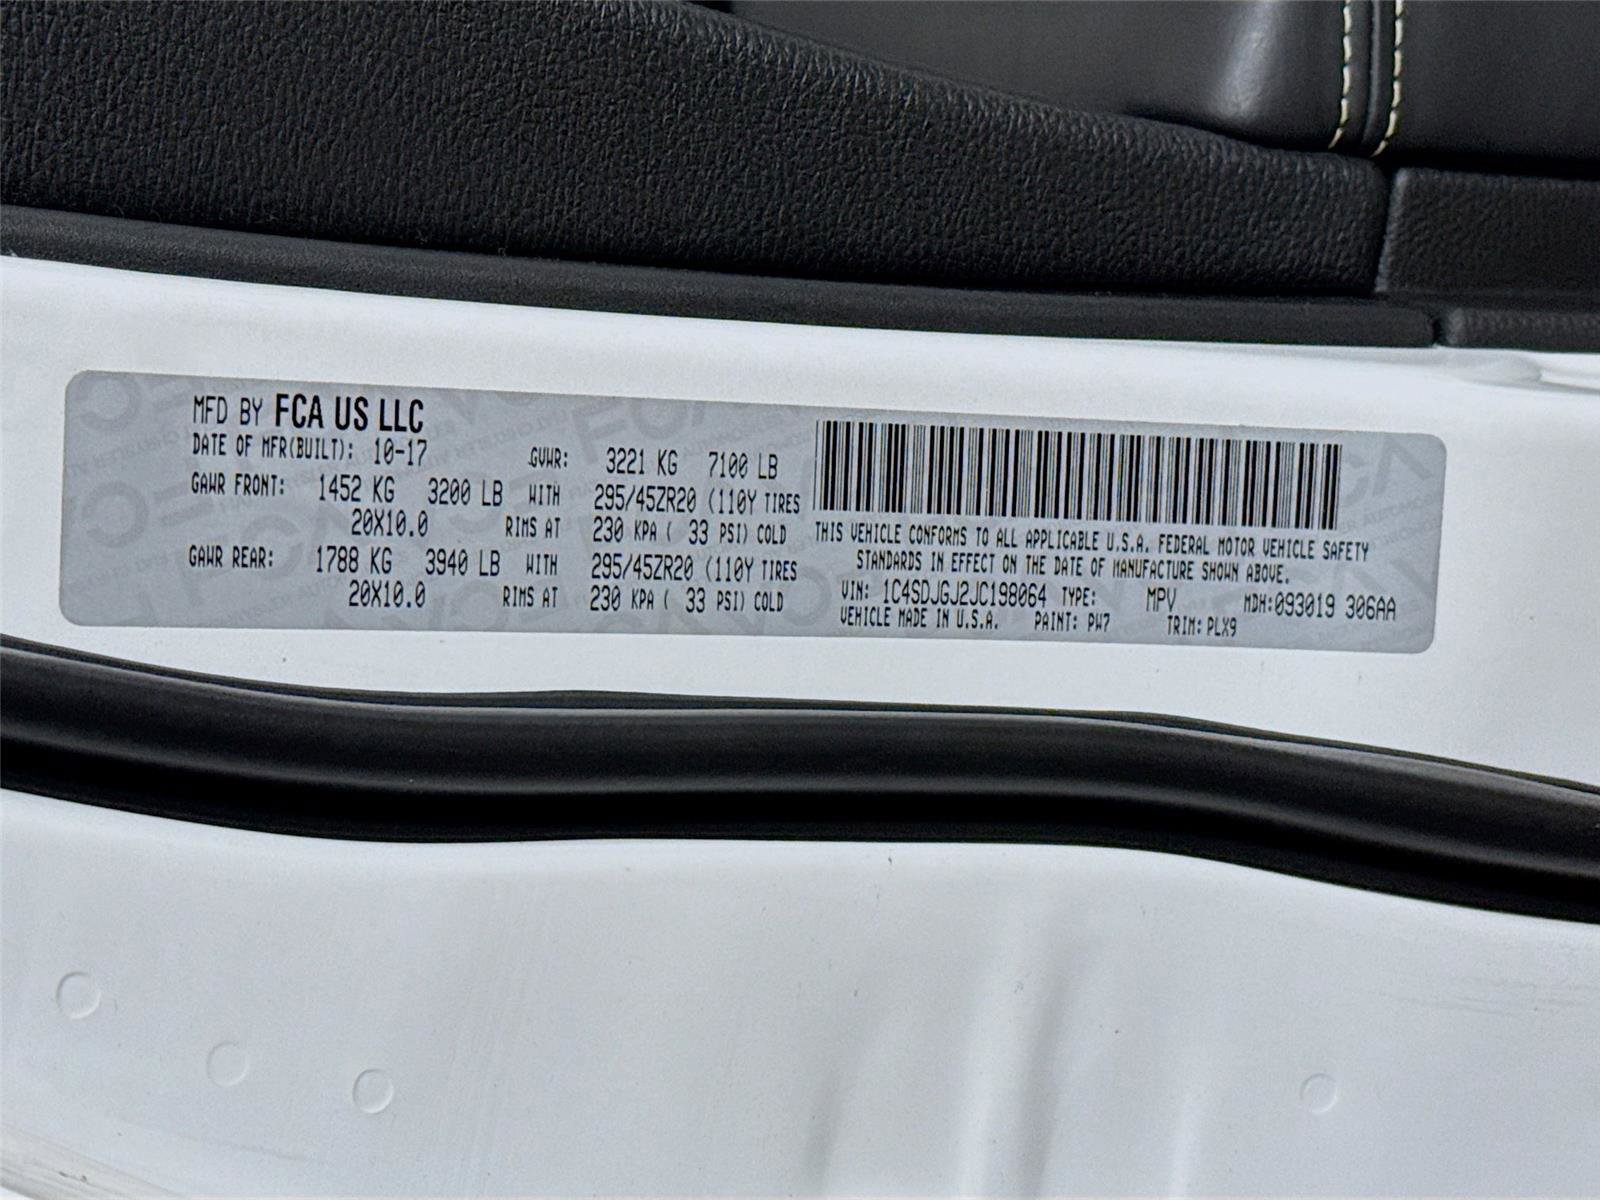 MFD BY FCA US LLC
DATE OF MFR(BUILT): 10-17 GVWR: 3221 KG 7100 LB
GAWR FRONT: 1452 KG 3200 LB WITH 295/45ZR20 (110Y TIRES
20X10.0 RIMS AT 230 KPA ( 33 PSI) COLD
GAWR REAR: 1788 KG 3940 LB WITH 295/45ZR20 (110Y TIRES
20X10.0 RIMS AT 230 KPA ( 33 PSI) COLD
THIS VEHICLE CONFORMS TO ALL APPLICABLE U.S.A. FEDERAL MOTOR VEHICLE SAFETY
STANDARDS IN EFFECT ON THE DATE OF MANUFACTURE SHOWN ABOVE.
VIN: 1C4SDJGJ2JC198064 TYPE: MPV MDH:093019 306AA
VEHICLE MADE IN U.S.A. PAINT: PW7 TRIM: PLX9